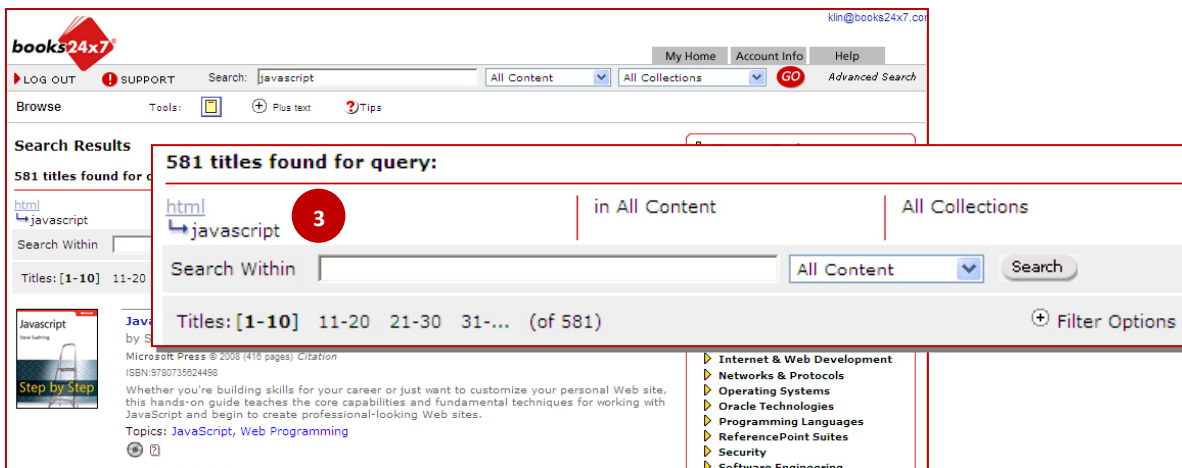 klin@books24x7.com
books24x7
My Home Account Info Help
LOG OUT SUPPORT Search: javascript All Content All Collections GO Advanced Search
Browse Tools: Plus text Tips
Search Results
581 titles found for
html
javascript
Search Within
Titles: [1-10] 11-20
581 titles found for query:
html in All Content All Collections
javascript
3
Search Within All Content Search
Titles: [1-10] 11-20 21-30 31-... (of 581) Filter Options
Javascript
Step by Step
by S
Microsoft Press © 2008 (416 pages) Citation
ISBN:9780735624498
Whether you're building skills for your career or just want to customize your personal Web site,
this hands-on guide teaches the core capabilities and fundamental techniques for working with
JavaScript and begin to create professional-looking Web sites.
Topics: JavaScript, Web Programming
Internet & Web Development
Networks & Protocols
Operating Systems
Oracle Technologies
Programming Languages
ReferencePoint Suites
Security
Software Engineering